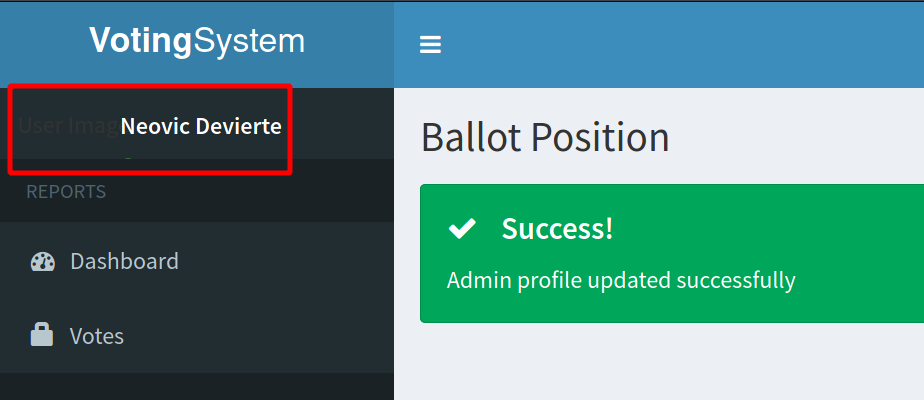 VotingSystem
User Imag Neovic Devierte
REPORTS
Dashboard
Votes
Ballot Position
Success!
Admin profile updated successfully